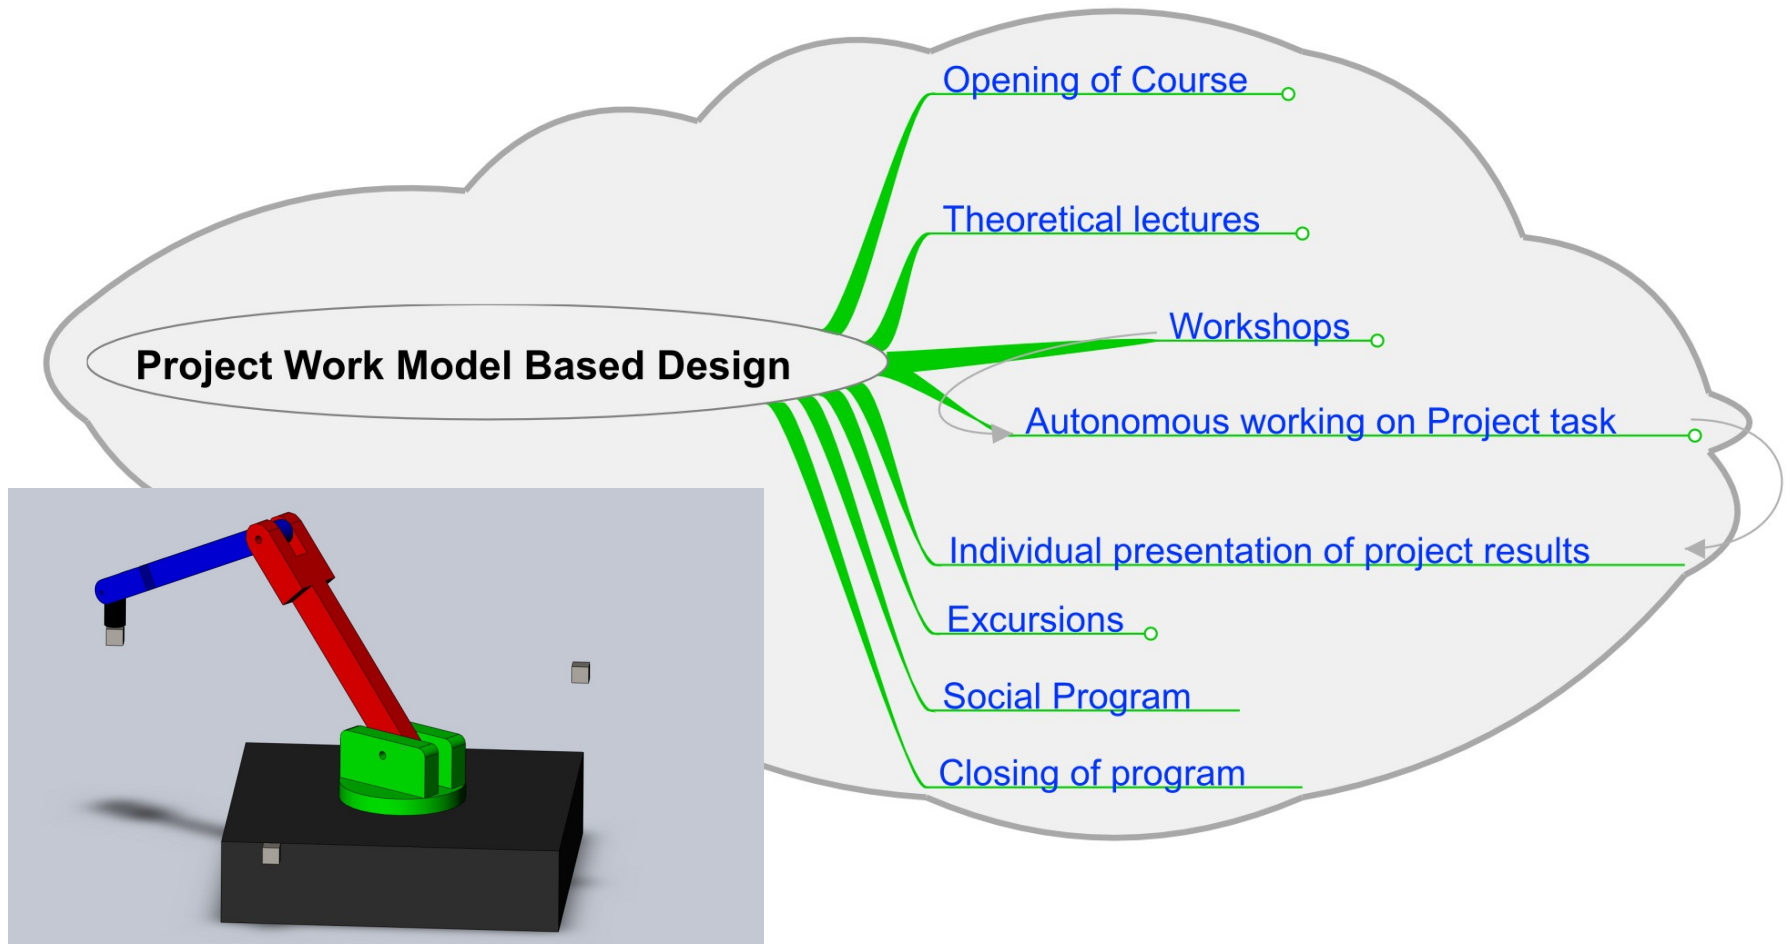 Opening of Course
Theoretical lectures
Workshops
Project Work Model Based Design
Autonomous working on Project task
Individual presentation of project results
Excursions
Social Program
Closing of program